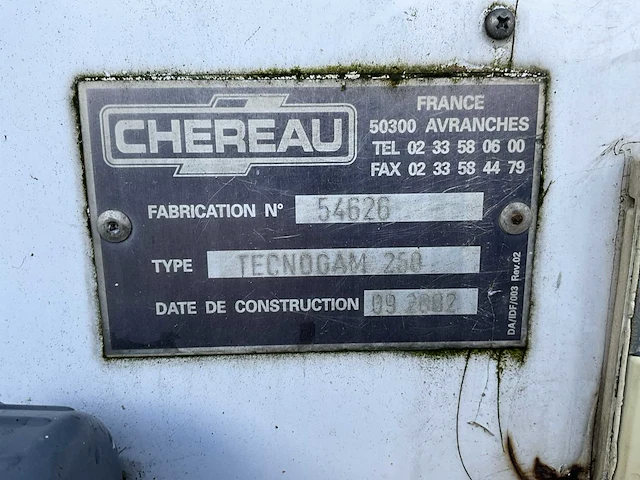 CHEREAU
FRANCE
50300 AVRANCHES
TEL 02 33 58 06 00
FAX 02 33 58 44 79
FABRICATION N° 54626
TYPE TECNOGAM 250
DATE DE CONSTRUCTION 09 2002
DA/IDF/003 Rev.02